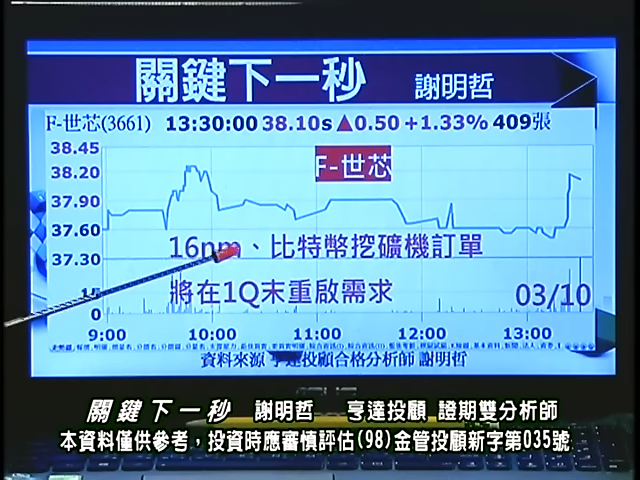 關鍵下一秒 謝明哲
F-世芯(3661) 13:30:00 38.10s ▲0.50 +1.33% 409張
38.45
38.20
37.90
37.60
37.30
15
0
F-世芯
16nm、比特幣挖礦機訂單
將在1Q末重啟需求
03/10
9:00 10:00 11:00 12:00 13:00
資料來源 亨達投顧合格分析師 謝明哲
關鍵下一秒 謝明哲 亨達投顧 證期雙分析師
本資料僅供參考，投資時應審慎評估(98)金管投顧新字第035號